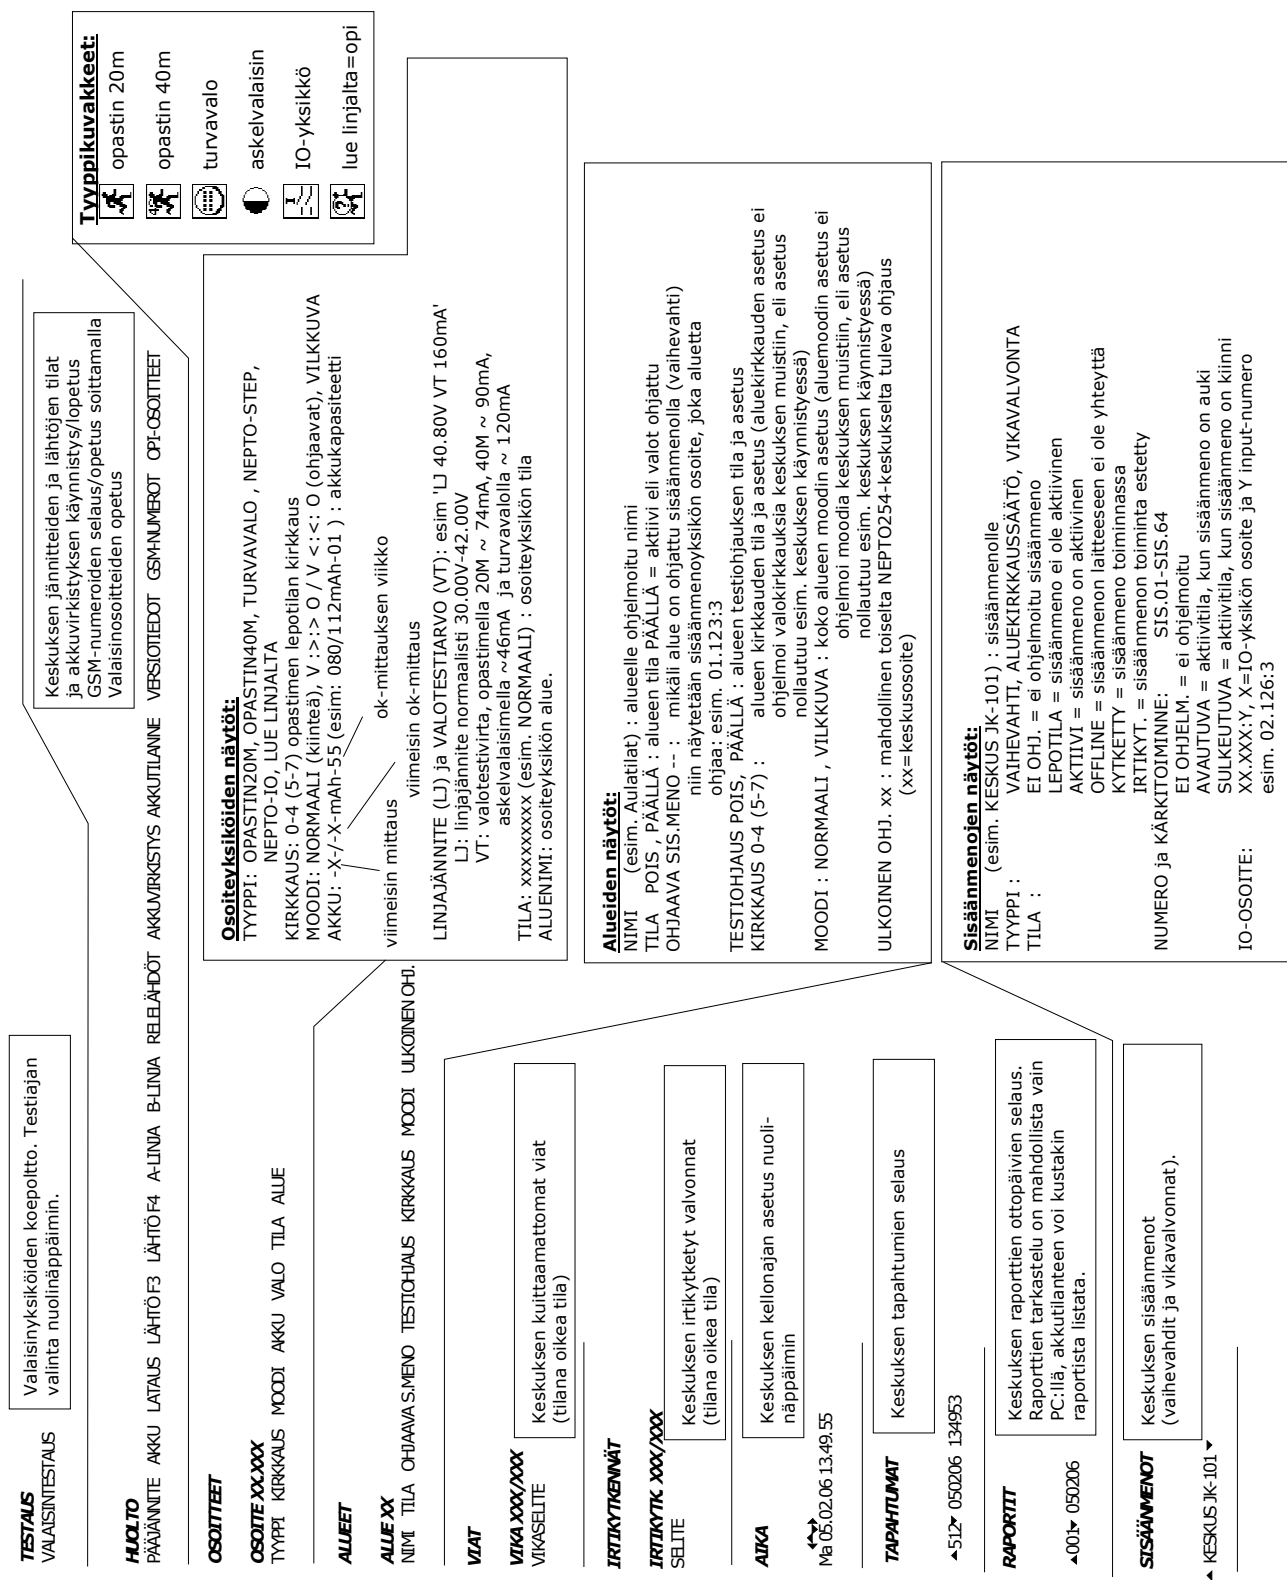 TESTAUS
VALAISINTESTAUS
Valaisinyksiköiden koepoltto. Testiajan
valinta nuolinäppäimin.
HUOLTO
PÄÄJÄNNITE AKKU LATAUS LÄHTÖ F3 LÄHTÖ F4 A-LINJA B-LINJA RELELÄHDÖT AKKUVIRKISTYS AKKUTILANNE VERSIOTIEDOT GSM-NUMEROT OPI-OSOITTEET
Keskuksen jännitteiden ja lähtöjen tilat
ja akkuvirkistyksen käynnistys/opetus
GSM-numeroiden selaus/opetus soittamalla
Valaisinosoitteiden opetus
OSOITTEET
OSOITE XX.XXX
TYYPPI KIRKKAUS MOODI AKKU VALO TILA ALUE
Tyyppikuvakkeet:
opastin 20m
opastin 40m
turvavalo
askelvalaisin
IO-yksikkö
lue linjalta=opi
Osoiteyksiköiden näytöt:
TYYPPI: OPASTIN20M, OPASTIN40M, TURVAVALO , NEPTO-STEP,
NEPTO-IO, LUE LINJALTA
KIRKKAUS: 0-4 (5-7) opastimen lepotilan kirkkaus
MOODI: NORMAALI (kiinteä), V :>:> O / V <:<: O (ohjaavat), VILKKUVA
AKKU: -X-/-X-mAh-55 (esim: 080/112mAh-01 ) : akkukapasiteetti
ok-mittauksen viikko
viimeisin ok-mittaus
viimeisin mittaus
LINJAJÄNNITE (LJ) ja VALOTESTIARVO (VT): esim 'LJ 40.80V VT 160mA'
LJ: linjajännite normaalisti 30.00V-42.00V
VT: valotestivirta, opastimella 20M ~ 74mA,40M ~ 90mA,
askelvalaisimella ~46mA ja turvavalolla ~ 120mA
TILA: xxxxxxxxx (esim. NORMAALI) : osoiteyksikön tila
ALUENIMI: osoiteyksikön alue.
ALUEET
ALUE XX
NIMI TILA OHJAAVA S.MENO TESTIOHJAUS KIRKKAUS MOODI ULKOINEN OHJ.
Alueiden näytöt:
NIMI (esim. Aulatilat) : alueelle ohjelmoitu nimi
TILA POIS , PÄÄLLÄ : alueen tila PÄÄLLÄ = aktiivi eli valot ohjattu
OHJAAVA SIS.MENO -- : mikäli alue on ohjattu sisäänmenolla (vaihevahti)
niin näytetään sisäänmenoyksikön osoite, joka aluetta
ohjaa: esim. 01.123:3
TESTIOHJAUS POIS, PÄÄLLÄ : alueen testiohjauksen tila ja asetus
KIRKKAUS 0-4 (5-7) : alueen kirkkauden tila ja asetus (aluekirkkauden asetus ei
ohjelmoi valokirkkauksia keskuksen muistiin, eli asetus
nollautuu esim. keskuksen käynnistyessä)
MOODI : NORMAALI , VILKKUVA : koko alueen moodin asetus (aluemoodin asetus ei
ohjelmoi moodia keskuksen muistiin, eli asetus
nollautuu esim. keskuksen käynnistyessä)
ULKOINEN OHJ. xx : mahdollinen toiselta NEPTO254-keskukselta tuleva ohjaus
(xx=keskusosoite)
VIAT
VIKA XXX/XXX
VIKASELITE
Keskuksen kuittaamattomat viat
(tilana oikea tila)
IRTIKYTKENNÄT
IRTIKYTK. XXX/XXX
SELITE
Keskuksen irtikytketyt valvonnat
(tilana oikea tila)
AIKA
Ma 05.02.06 13.49.55
Keskuksen kellonajan asetus nuoli-
näppäimin
TAPAHTUMAT
512 050206 134953
Keskuksen tapahtumien selaus
RAPORTIT
001 050206
Keskuksen raporttien ottopäivien selaus.
Raporttien tarkastelu on mahdollista vain
PC:llä, akkutilanteen voi kustakin
raportista listata.
SISÄÄNMENOT
KESKUS JK-101
Keskuksen sisäänmenot
(vaihevahdit ja vikavalvonnat).
Sisäänmenojen näytöt:
NIMI (esim. KESKUS JK-101) : sisäänmenolle
TYYPPI : VAIHEVAHTI, ALUEKIRKKAUSSÄÄTÖ, VIKAVALVONTA
TILA : EI OHJ. = ei ohjelmoitu sisäänmeno
LEPOTILA = sisäänmeno ei ole aktiivinen
AKTIIVI = sisäänmeno on aktiivinen
OFFLINE = sisäänmenon laitteeseen ei ole yhteyttä
KYTKETTY = sisäänmeno toiminnassa
IRTIKYT. = sisäänmenon toiminta estetty
NUMERO ja KÄRKITOIMINNE: SIS.01-SIS.64
EI OHJELM. = ei ohjelmoitu
AVAUTUVA = aktiivitila, kun sisäänmeno on auki
SULKEUTUVA = aktiivitila, kun sisäänmeno on kiinni
IO-OSOITE: XX.XXX:Y, X=IO-yksikön osoite ja Y input-numero
esim. 02.126:3